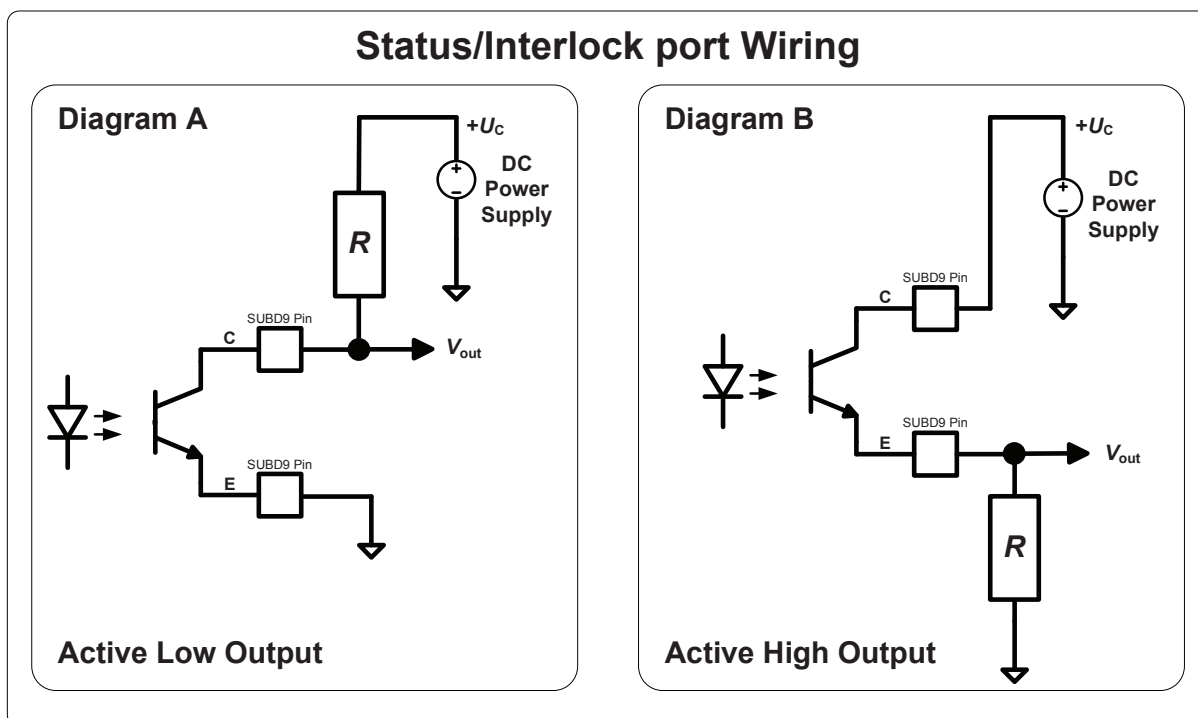 Status/Interlock port Wiring
Diagram A
+UC
+
−
DC
Power
Supply
R
SUBD9 Pin
C
Vout
SUBD9 Pin
E
Active Low Output
Diagram B
+UC
+
−
DC
Power
Supply
SUBD9 Pin
C
SUBD9 Pin
E
Vout
R
Active High Output